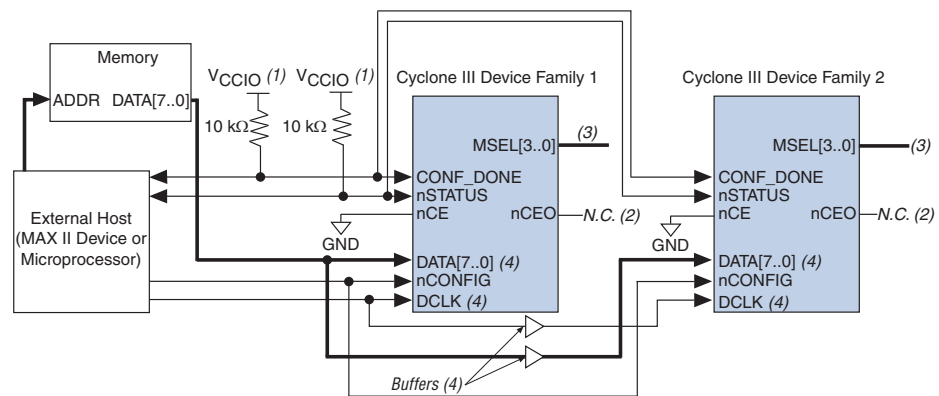 Memory
ADDR DATA[7..0]
VCCIO (1)
VCCIO (1)
10 kΩ
10 kΩ
External Host
(MAX II Device or
Microprocessor)
Cyclone III Device Family 1
MSEL[3..0]
(3)
CONF_DONE
nSTATUS
nCE
nCEO
N.C. (2)
GND
DATA[7..0] (4)
nCONFIG
DCLK (4)
Buffers (4)
Cyclone III Device Family 2
MSEL[3..0]
(3)
CONF_DONE
nSTATUS
nCE
nCEO
N.C. (2)
GND
DATA[7..0] (4)
nCONFIG
DCLK (4)